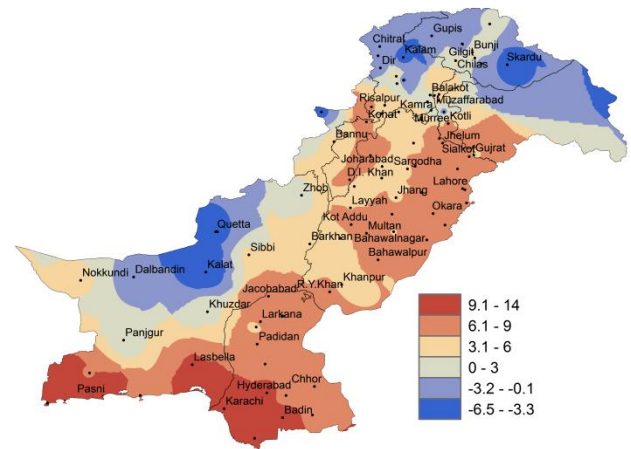 Gupis
Chitral
Bunji
Kalam
Gilgit
Skardu
Dir
Chilas
Balakot
Risalpur
Kamra
Muzaffarabad
Kohat
Murree
Kotli
Bannu
Jhelum
Sialkot
Gujrat
Joharabad
Sargodha
D.I. Khan
Lahore
Zhob
Jhang
Layyah
Okara
Kot Addu
Quetta
Multan
Barkhan
Bahawalnagar
Sibbi
Bahawalpur
Kalat
Nokkundi
Dalbandin
Khanpur
Jacobabad
R.Y.Khan
Khuzdar
Larkana
Panjgur
Padidan
Lasbella
Pasni
Hyderabad
Chhor
Karachi
Badin
9.1 - 14
6.1 - 9
3.1 - 6
0 - 3
-3.2 - -0.1
-6.5 - -3.3